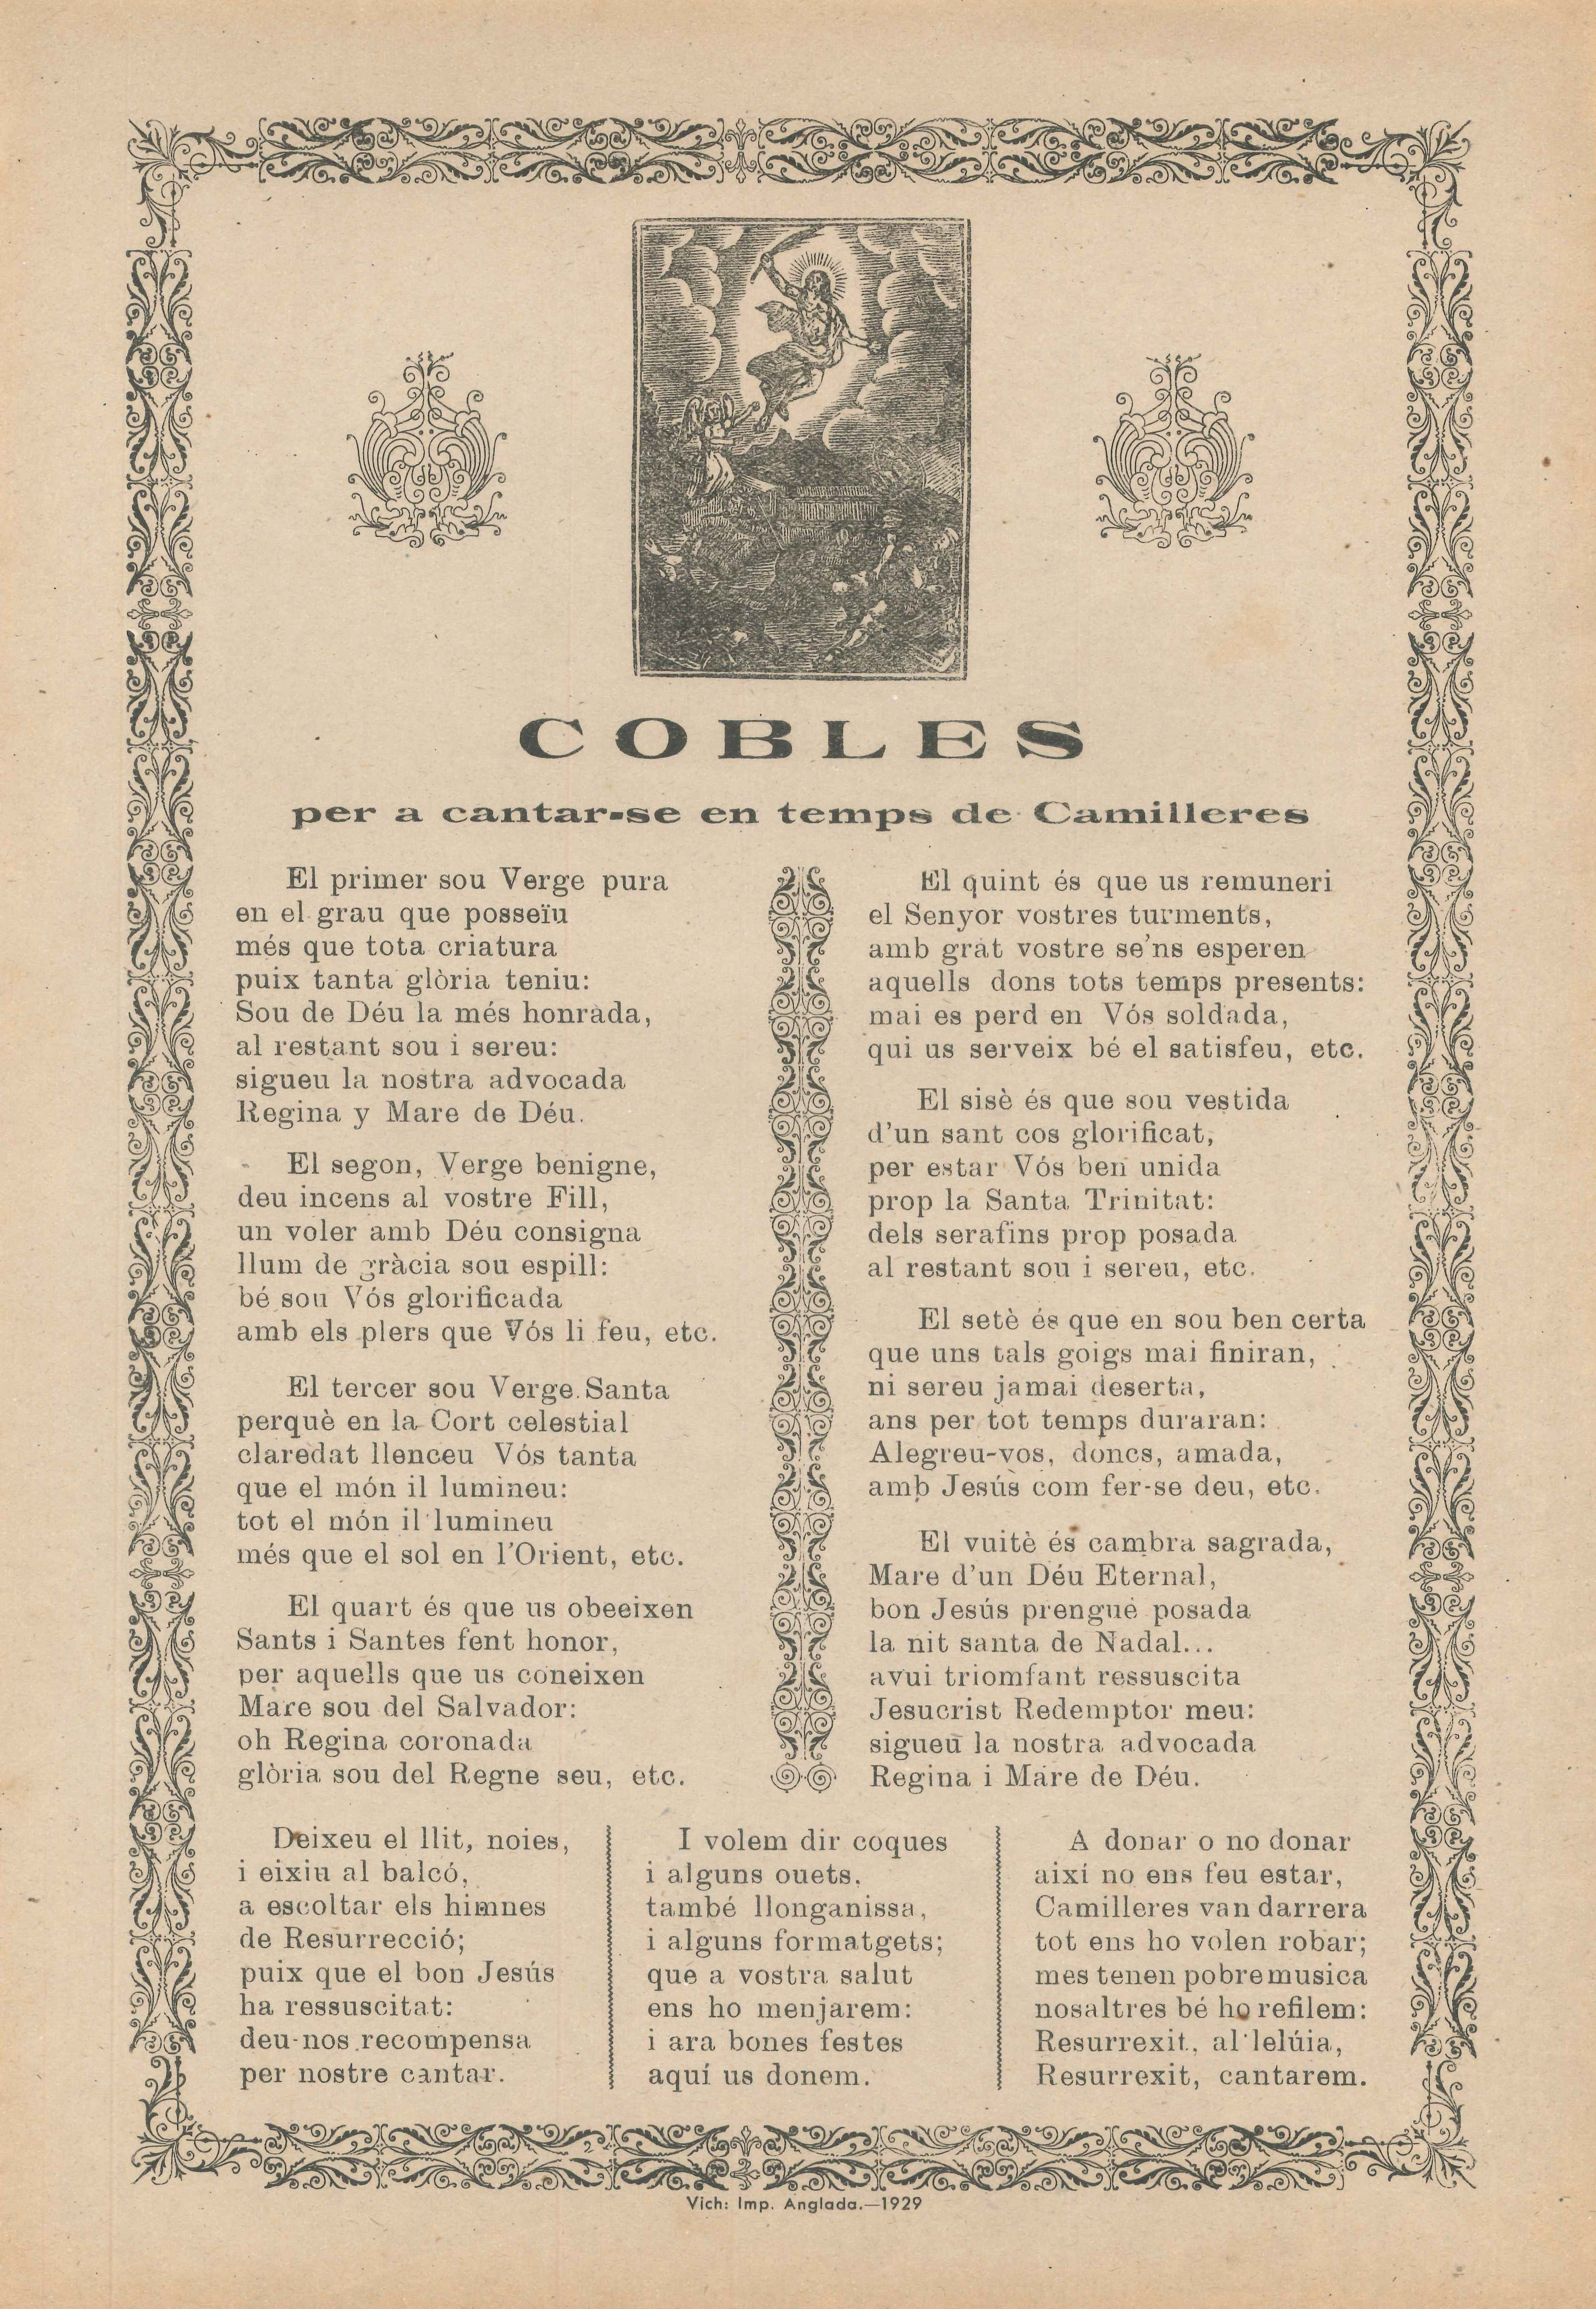 COBLES
per a cantar-se en temps de Camilleres
El primer sou Verge pura
en el grau que posseïu
més que tota criatura
puix tanta glòria teniu:
Sou de Déu la més honrada,
al restant sou i sereu:
sigueu la nostra advocada
Regina y Mare de Déu.
El segon, Verge benigne,
deu incens al vostre Fill,
un voler amb Déu consigna
llum de gràcia sou espill:
bé sou Vós glorificada
amb els plers que Vós li feu, etc.
El tercer sou Verge Santa
perquè en la Cort celestial
claredat llenceu Vós tanta
que el món il lumineu:
tot el món il·lumineu
més que el sol en l'Orient, etc.
El quart és que us obeeixen
Sants i Santes fent honor,
per aquells que us coneixen
Mare sou del Salvador:
oh Regina coronada
glòria sou del Regne seu, etc.
El quint és que us remuneri
el Senyor vostres turments,
amb grat vostre se'ns esperen
aquells dons tots temps presents:
mai es perd en Vós soldada,
qui us serveix bé el satisfeu, etc.
El sisè és que sou vestida
d'un sant cos glorificat,
per estar Vós ben unida
prop la Santa Trinitat:
dels serafins prop posada
al restant sou i sereu, etc.
El setè és que en sou ben certa
que uns tals goigs mai finiran,
ni sereu jamai deserta,
ans per tot temps duraran:
Alegreu-vos, doncs, amada,
amb Jesús com fer-se deu, etc.
El vuitè és cambra sagrada,
Mare d'un Déu Eternal,
bon Jesús prengué posada
la nit santa de Nadal...
avui triomfant ressuscita
Jesucrist Redemptor meu:
sigueu la nostra advocada
Regina i Mare de Déu.
Deixeu el llit, noies,
i eixiu al balcó,
a escoltar els himnes
de Resurrecció;
puix que el bon Jesús
ha ressuscitat:
deu-nos recompensa
per nostre cantar.
I volem dir coques
i alguns ouets,
també llonganissa,
i alguns formatgets;
que a vostra salut
ens ho menjarem:
i ara bones festes
aquí us donem.
A donar o no donar
així no ens feu estar,
Camilleres van darrera
tot ens ho volen robar;
mes tenen pobre musica
nosaltres bé ho refilem:
Resurrexit, al·lelúia,
Resurrexit, cantarem.
Vich: Imp. Anglada.—1929